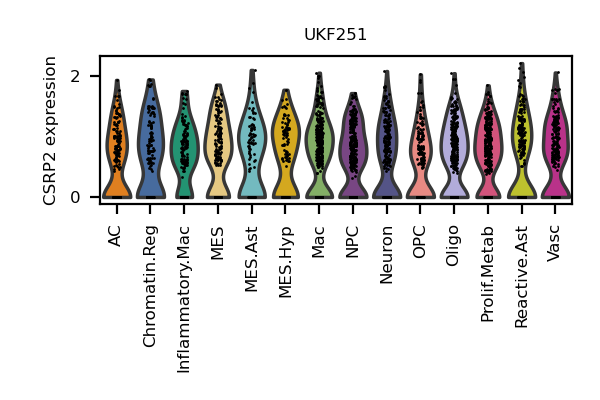 UKF251
CSRP2 expression
2
0
AC
Chromatin.Reg
Inflammatory.Mac
MES
MES.Ast
MES.Hyp
Mac
NPC
Neuron
OPC
Oligo
Prolif.Metab
Reactive.Ast
Vasc